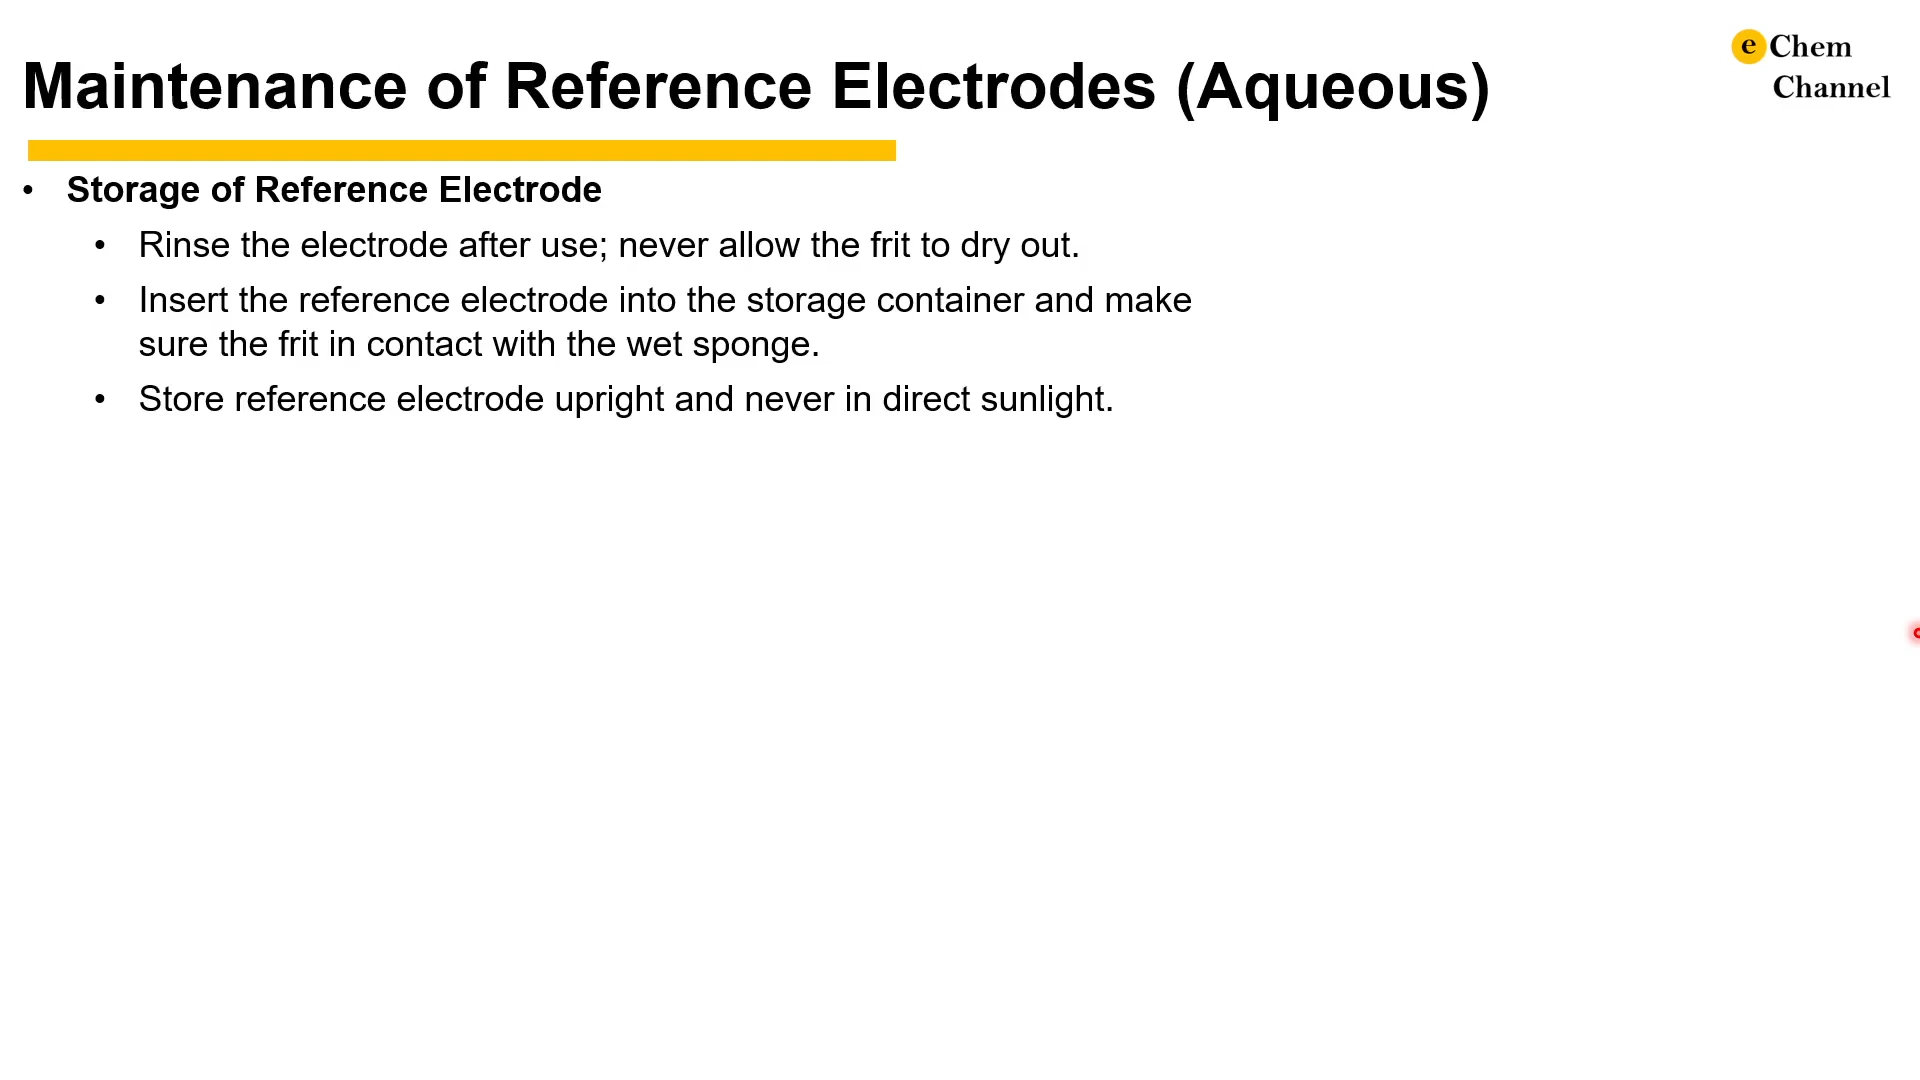 e Chem
Channel
Maintenance of Reference Electrodes (Aqueous)
• Storage of Reference Electrode
• Rinse the electrode after use; never allow the frit to dry out.
• Insert the reference electrode into the storage container and make
sure the frit in contact with the wet sponge.
• Store reference electrode upright and never in direct sunlight.